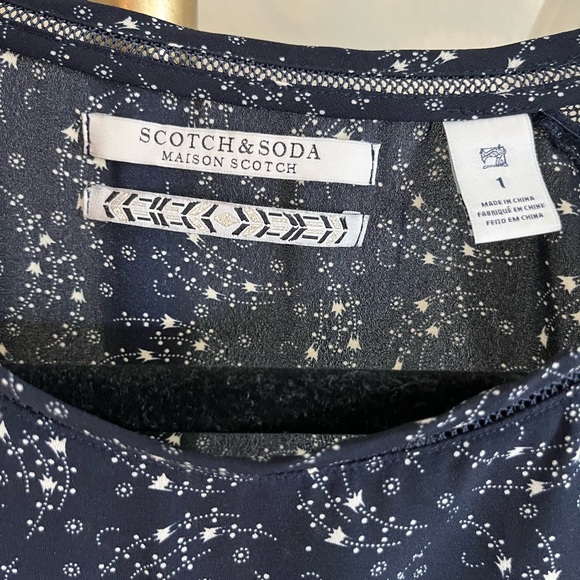 SCOTCH & SODA
MAISON SCOTCH
1
MADE IN CHINA
FABRIQUÉ EN CHINE
FEITO EM CHINA